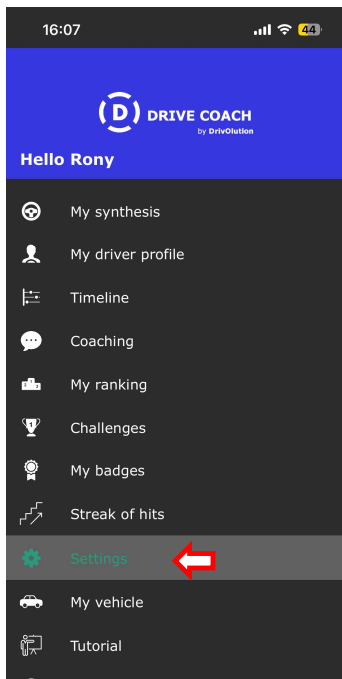 16:07
44
D DRIVE COACH
by DrivOlution
Hello Rony
My synthesis
My driver profile
Timeline
Coaching
My ranking
Challenges
My badges
Streak of hits
Settings
My vehicle
Tutorial